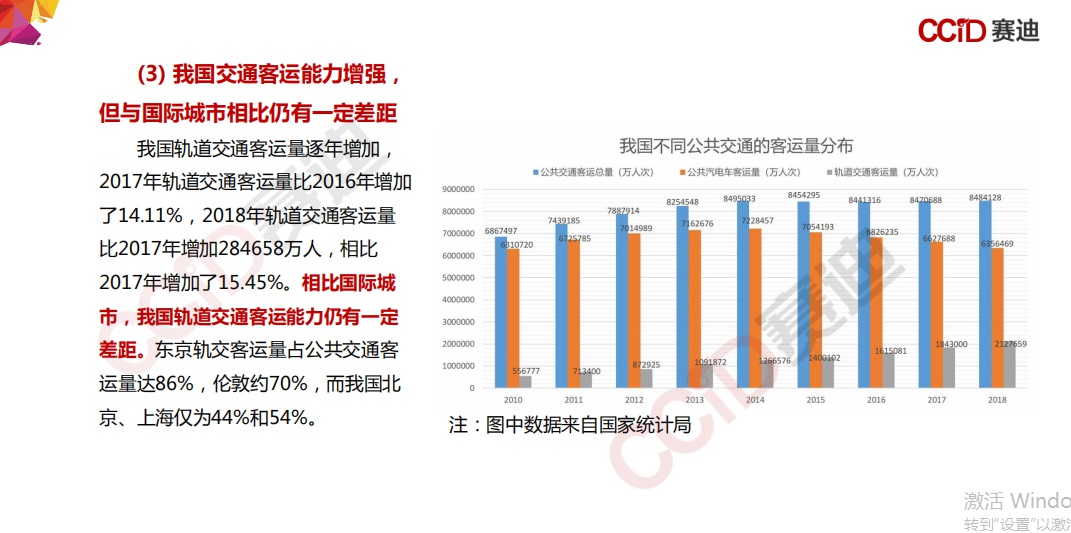 CCID 赛迪
(3) 我国交通客运能力增强，
但与国际城市相比仍有一定差距
我国轨道交通客运量逐年增加，
2017年轨道交通客运量比2016年增加
了14.11%，2018年轨道交通客运量
比2017年增加284658万人，相比
2017年增加了15.45%。相比国际城
市，我国轨道交通客运能力仍有一定
差距。东京轨交客运量占公共交通客
运量达86%，伦敦约70%，而我国北
京、上海仅为44%和54%。
我国不同公共交通的客运量分布
公共交通客运总量（万人次） 公共汽电车客运量（万人次） 轨道交通客运量（万人次）
9000000
8000000
7000000
6000000
5000000
4000000
3000000
2000000
1000000
0
6867497 7439185 7887914 8254548 8495033 8454295 8441316 8470688 8484128
6310720 6725785 7014989 7162676 7228457 7054193 6826235 6627688 6356469
556777 713400 872925 1091872 1266576 1400102 1615081 1843000 2127659
2010 2011 2012 2013 2014 2015 2016 2017 2018
注：图中数据来自国家统计局
CCID赛迪
CCID赛迪
激活 Windo
转到“设置”以激